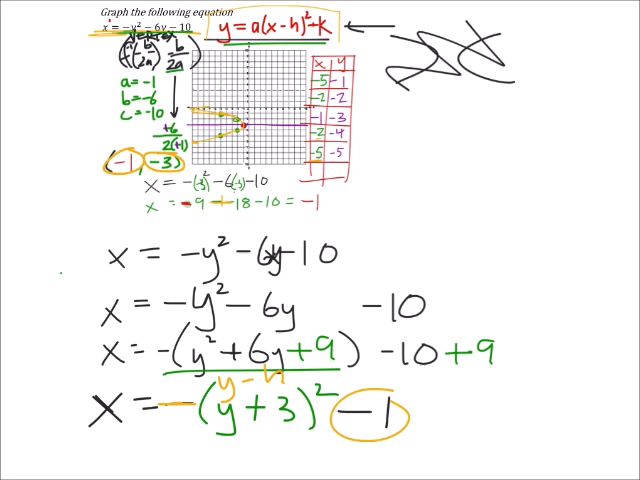 Graph the following equation
x = −y² − 6y − 10
y = a(x-h)²+k
vertex
(f(-b/2a) -b/2a)
a = -1
b = -6
c = -10
+6
2(+1)
(-1, -3)
x y
-5 -1
-2 -2
-1 -3
-2 -4
-5 -5
x = -(-3)² -6(-3) -10
x = -9 + 18 -10 = -1
x = -y² - 6y - 10
x = -y² - 6y -10
x = -(y² + 6y + 9) -10 + 9
y - h
x = -(y + 3)² - 1